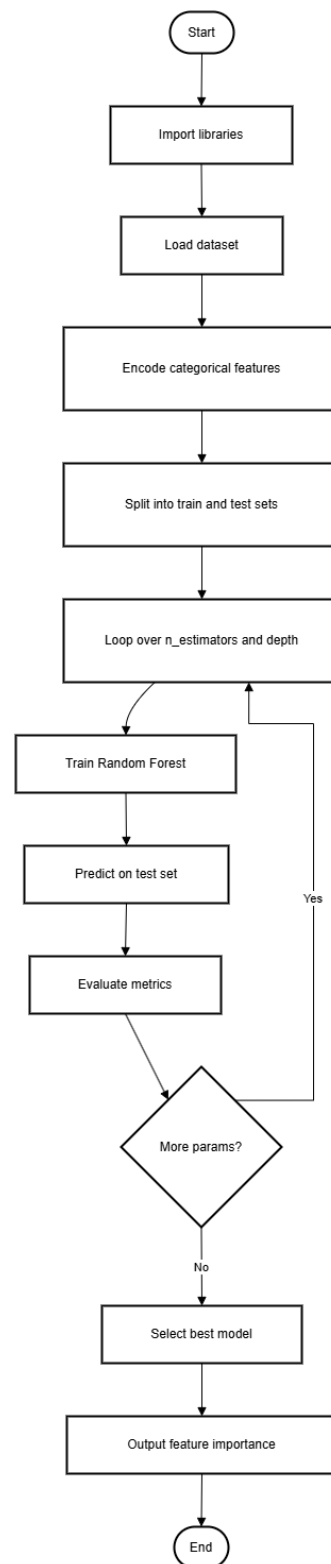 Start
Import libraries
Load dataset
Encode categorical features
Split into train and test sets
Loop over n_estimators and depth
Train Random Forest
Predict on test set
Evaluate metrics
Yes
More params?
No
Select best model
Output feature importance
End